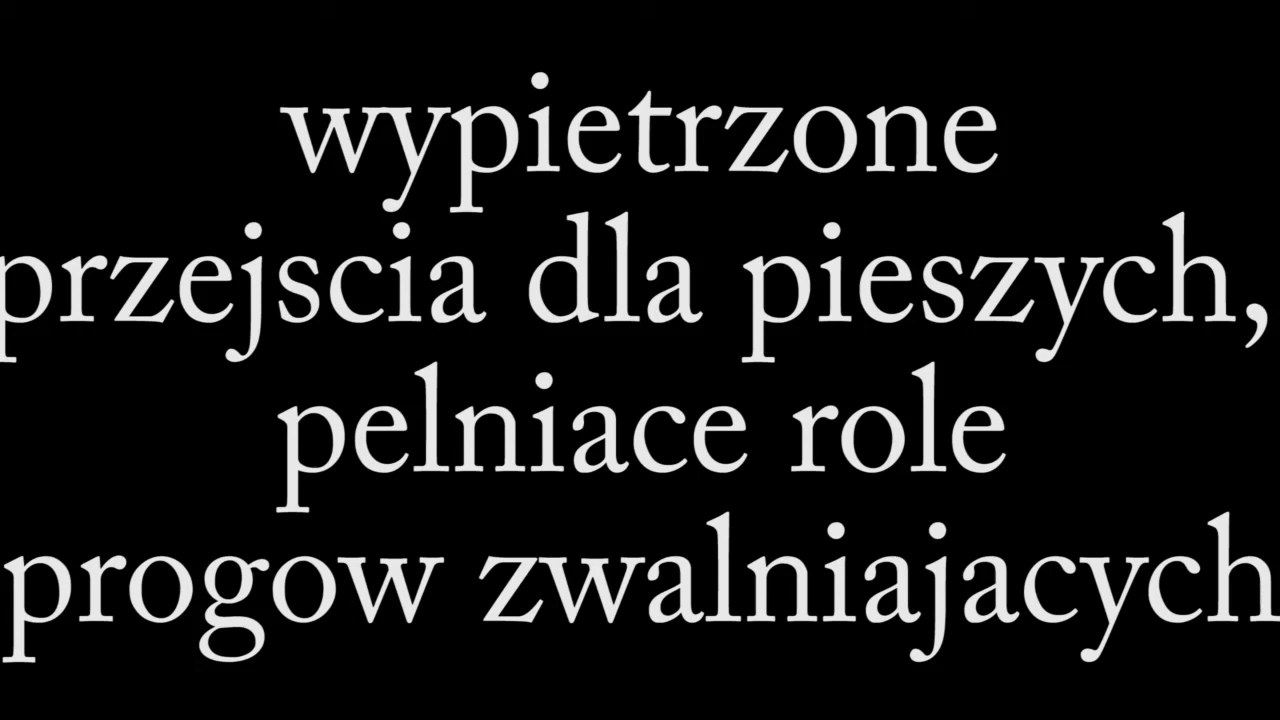 wypietrzone
przejscia dla pieszych,
pelniace role
progow zwalniajacych